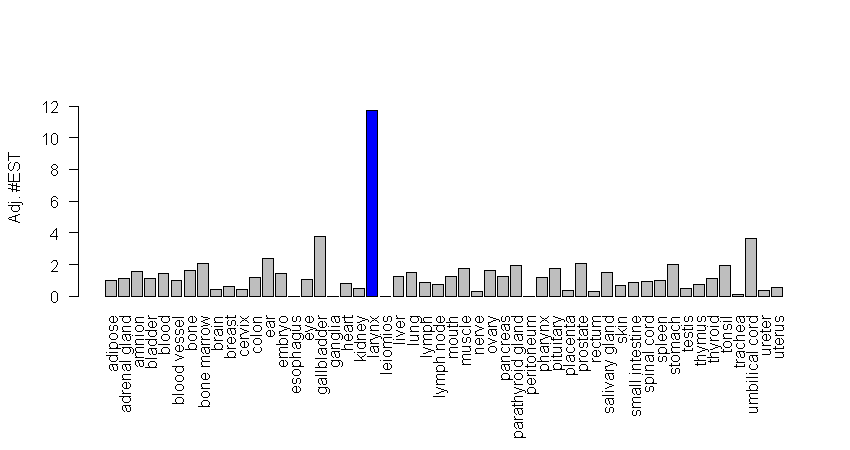 12
10
8
6
4
2
0
Adj. #EST
adipose
adrenal gland
amnion
bladder
blood
blood vessel
bone
bone marrow
brain
breast
cervix
colon
ear
embryo
esophagus
eye
gallbladder
ganglia
heart
kidney
larynx
leiomios
liver
lung
lymph
lymph node
mouth
muscle
nerve
ovary
pancreas
parathyroid gland
peritoneum
pharynx
pituitary
placenta
prostate
rectum
salivary gland
skin
small intestine
spinal cord
spleen
stomach
testis
thymus
thyroid
tonsil
trachea
umbilical cord
ureter
uterus